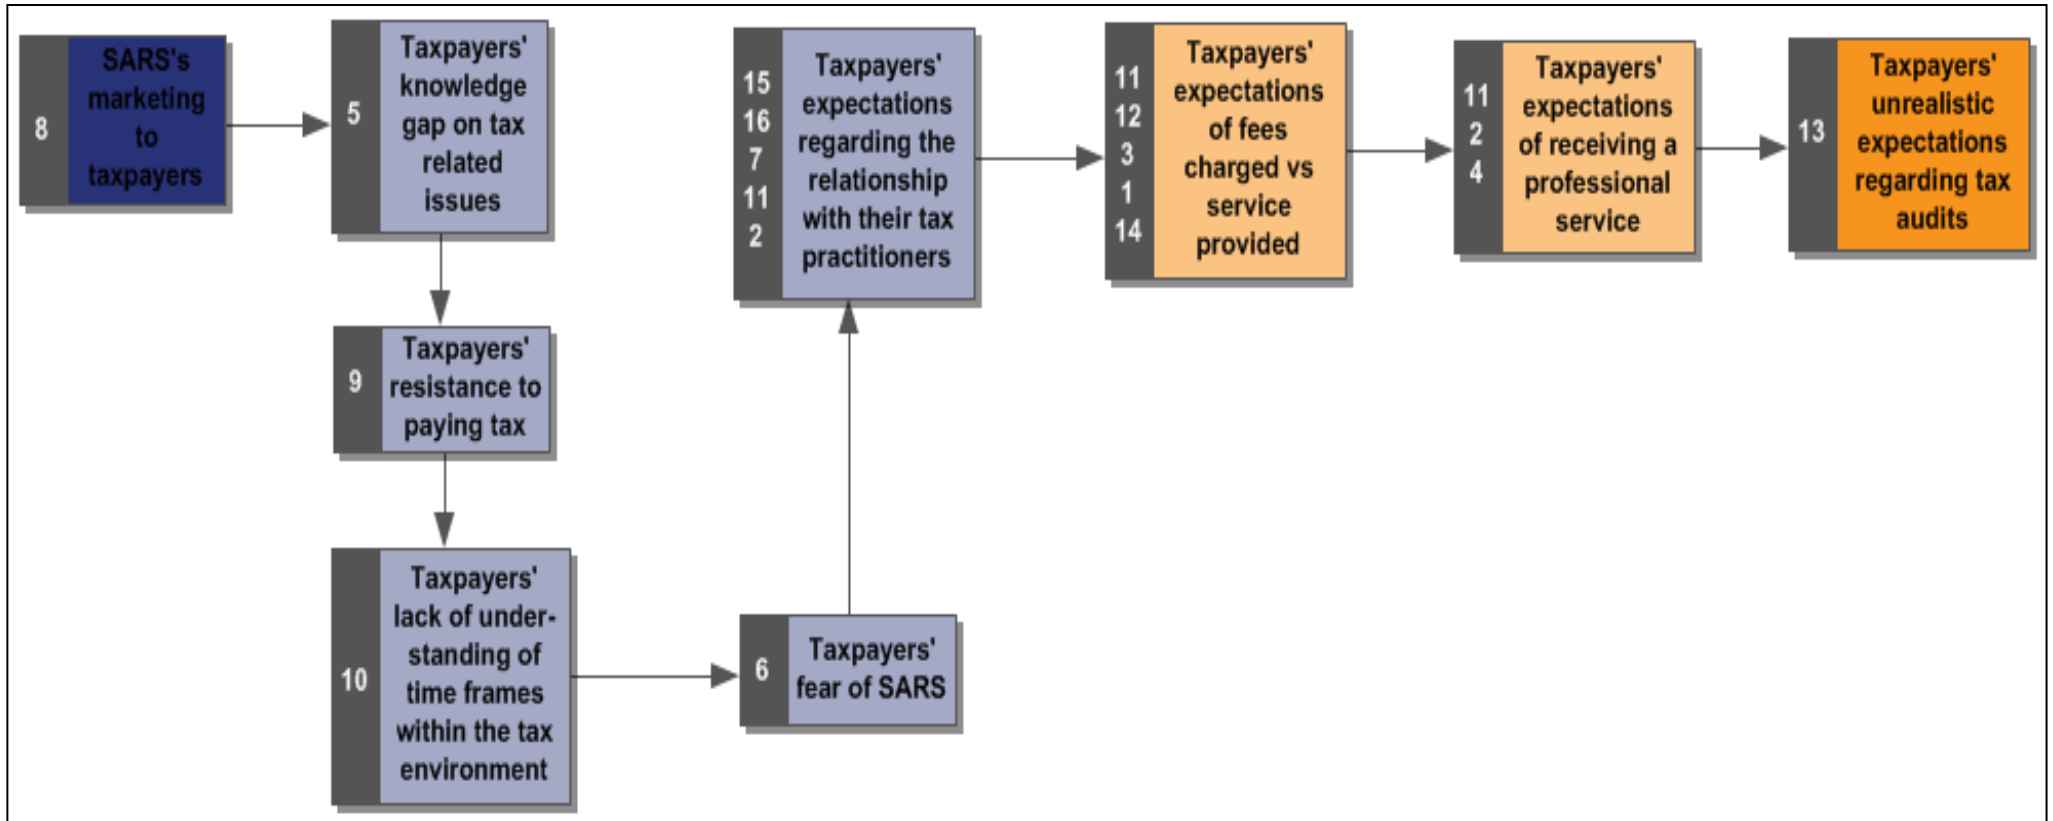 8
SARS's
marketing
to
taxpayers
5
Taxpayers'
knowledge
gap on tax
related
issues
9
Taxpayers'
resistance to
paying tax
10
Taxpayers'
lack of under-
standing of
time frames
within the tax
environment
6
Taxpayers'
fear of SARS
15
16
7
11
2
Taxpayers'
expectations
regarding the
relationship
with their tax
practitioners
11
12
3
1
14
Taxpayers'
expectations
of fees
charged vs
service
provided
11
2
4
Taxpayers'
expectations
of receiving a
professional
service
13
Taxpayers'
unrealistic
expectations
regarding tax
audits